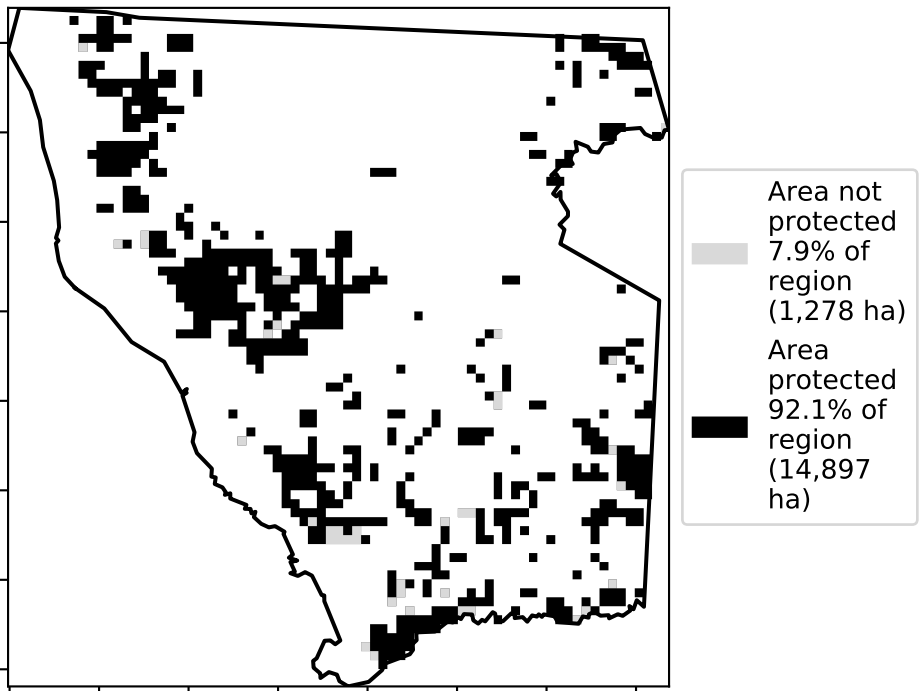 Area not
protected
7.9% of
region
(1,278 ha)
Area
protected
92.1% of
region
(14,897
ha)